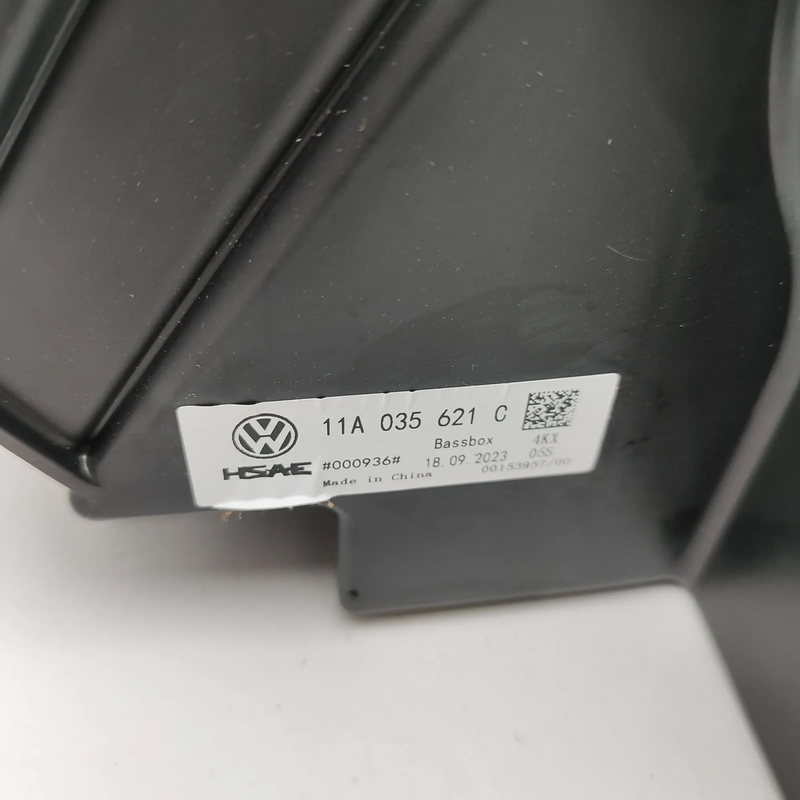 11A 035 621 C
Bassbox 4KX
HSAE #000936# 18.09.2023 05S
Made in China 00153957/00